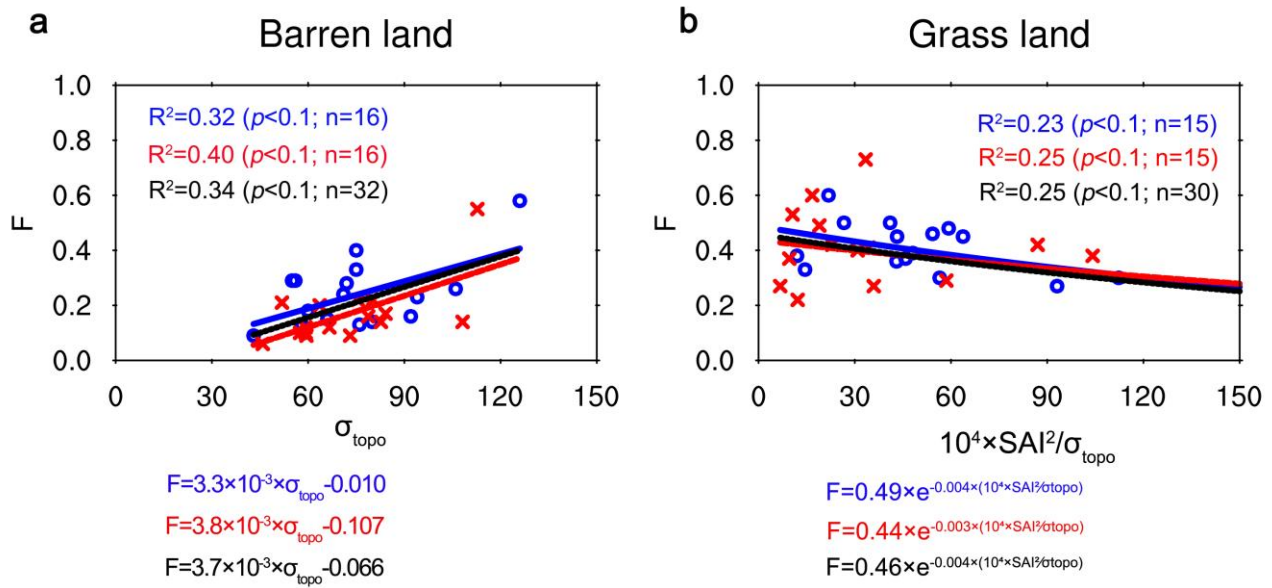 a
Barren land
1.0
0.8
0.6
0.4
0.2
0.0
F
R²=0.32 (p<0.1; n=16)
R²=0.40 (p<0.1; n=16)
R²=0.34 (p<0.1; n=32)
0 30 60 90 120 150
σtopo
F=3.3×10⁻³×σtopo-0.010
F=3.8×10⁻³×σtopo-0.107
F=3.7×10⁻³×σtopo-0.066
b
Grass land
1.0
0.8
0.6
0.4
0.2
0.0
F
R²=0.23 (p<0.1; n=15)
R²=0.25 (p<0.1; n=15)
R²=0.25 (p<0.1; n=30)
0 30 60 90 120 150
10⁴×SAI²/σtopo
F=0.49×e-0.004×(10⁴×SAI²/σtopo)
F=0.44×e-0.003×(10⁴×SAI²/σtopo)
F=0.46×e-0.004×(10⁴×SAI²/σtopo)